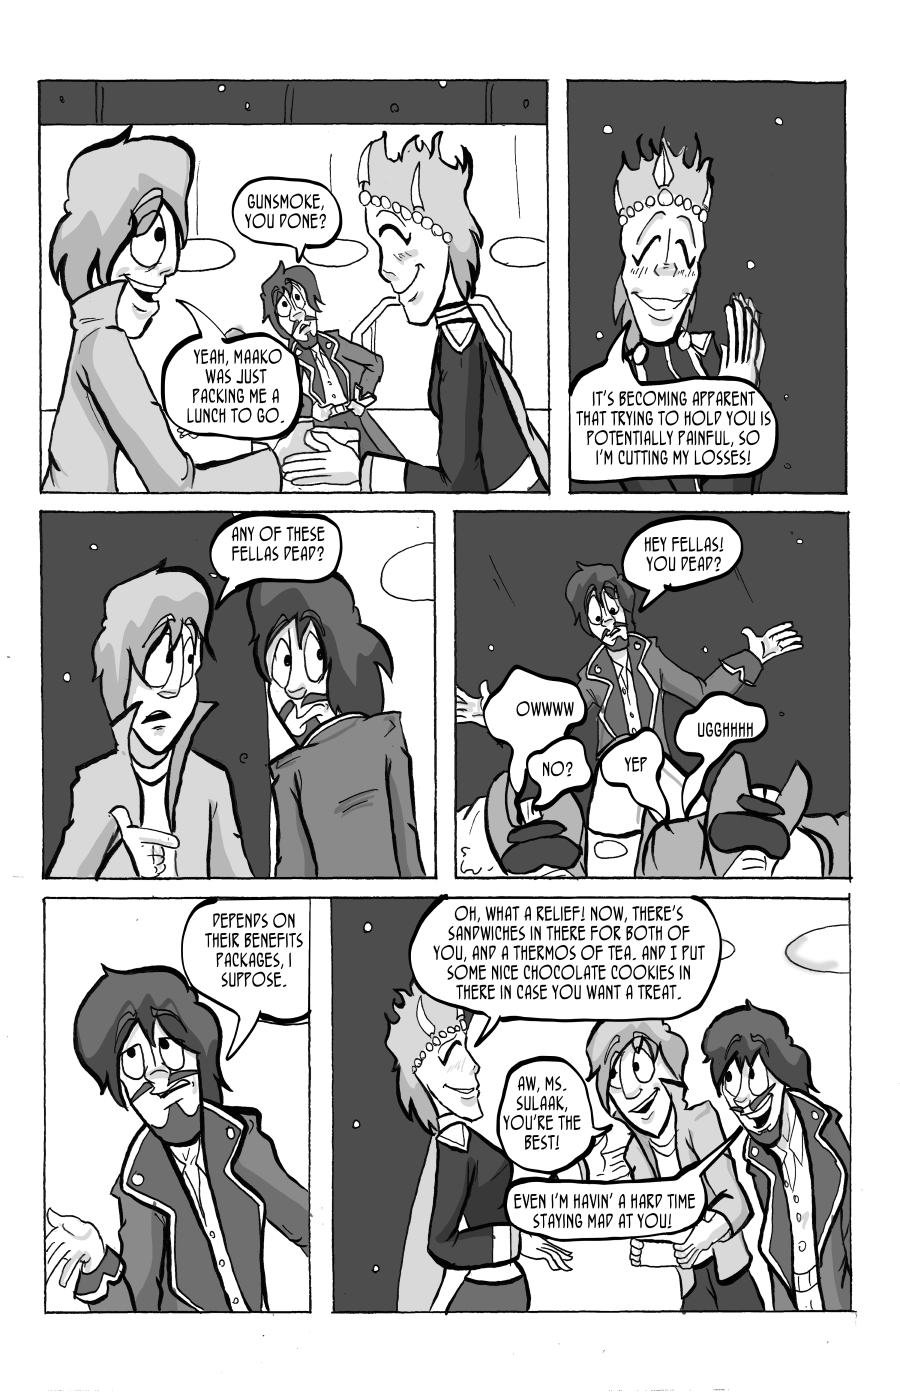 GUNSMOKE,
YOU DONE?
YEAH, MAAKO
WAS JUST
PACKING ME A
LUNCH TO GO.
IT'S BECOMING APPARENT
THAT TRYING TO HOLD YOU IS
POTENTIALLY PAINFUL, SO
I'M CUTTING MY LOSSES!
ANY OF THESE
FELLAS DEAD?
HEY FELLAS!
YOU DEAD?
OWWWW
NO?
YEP
UGGHHHH
DEPENDS ON
THEIR BENEFITS
PACKAGES, I
SUPPOSE.
OH, WHAT A RELIEF! NOW, THERE'S
SANDWICHES IN THERE FOR BOTH OF
YOU, AND A THERMOS OF TEA. AND I PUT
SOME NICE CHOCOLATE COOKIES IN
THERE IN CASE YOU WANT A TREAT.
AW, MS.
SULAAK,
YOU'RE THE
BEST!
EVEN I'M HAVIN' A HARD TIME
STAYING MAD AT YOU!